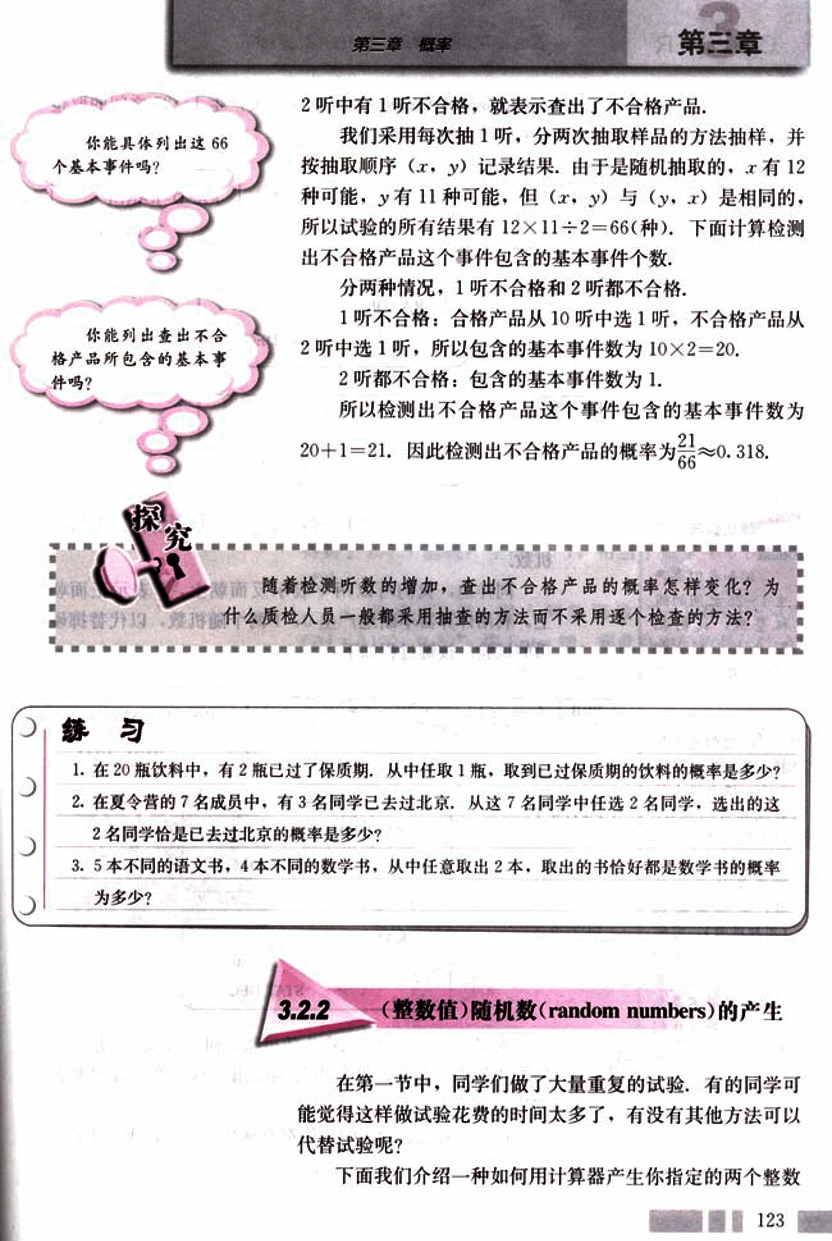 第三章 概率
第三章
你能具体列出这 66
个基本事件吗?
2 听中有 1 听不合格，就表示查出了不合格产品.
我们采用每次抽 1 听，分两次抽取样品的方法抽样，并
按抽取顺序（x，y）记录结果. 由于是随机抽取的，x 有 12
种可能，y 有 11 种可能，但（x，y）与（y，x）是相同的，
所以试验的所有结果有 12×11÷2=66(种). 下面计算检测
出不合格产品这个事件包含的基本事件个数.
分两种情况，1 听不合格和 2 听都不合格.
你能列出查出不合
格产品所包含的基本事
件吗?
1 听不合格：合格产品从 10 听中选 1 听，不合格产品从
2 听中选 1 听，所以包含的基本事件数为 10×2=20.
2 听都不合格：包含的基本事件数为 1.
所以检测出不合格产品这个事件包含的基本事件数为
20+1=21. 因此检测出不合格产品的概率为21/66≈0.318.
探究
随着检测听数的增加，查出不合格产品的概率怎样变化？为
什么质检人员一般都采用抽查的方法而不采用逐个检查的方法？
练 习
1. 在 20 瓶饮料中，有 2 瓶已过了保质期. 从中任取 1 瓶，取到已过保质期的饮料的概率是多少?
2. 在夏令营的 7 名成员中，有 3 名同学已去过北京. 从这 7 名同学中任选 2 名同学，选出的这
2 名同学恰是已去过北京的概率是多少?
3. 5 本不同的语文书，4 本不同的数学书，从中任意取出 2 本，取出的书恰好都是数学书的概率
为多少?
3.2.2 (整数值)随机数(random numbers)的产生
在第一节中，同学们做了大量重复的试验. 有的同学可
能觉得这样做试验花费的时间太多了，有没有其他方法可以
代替试验呢?
下面我们介绍一种如何用计算器产生你指定的两个整数
123